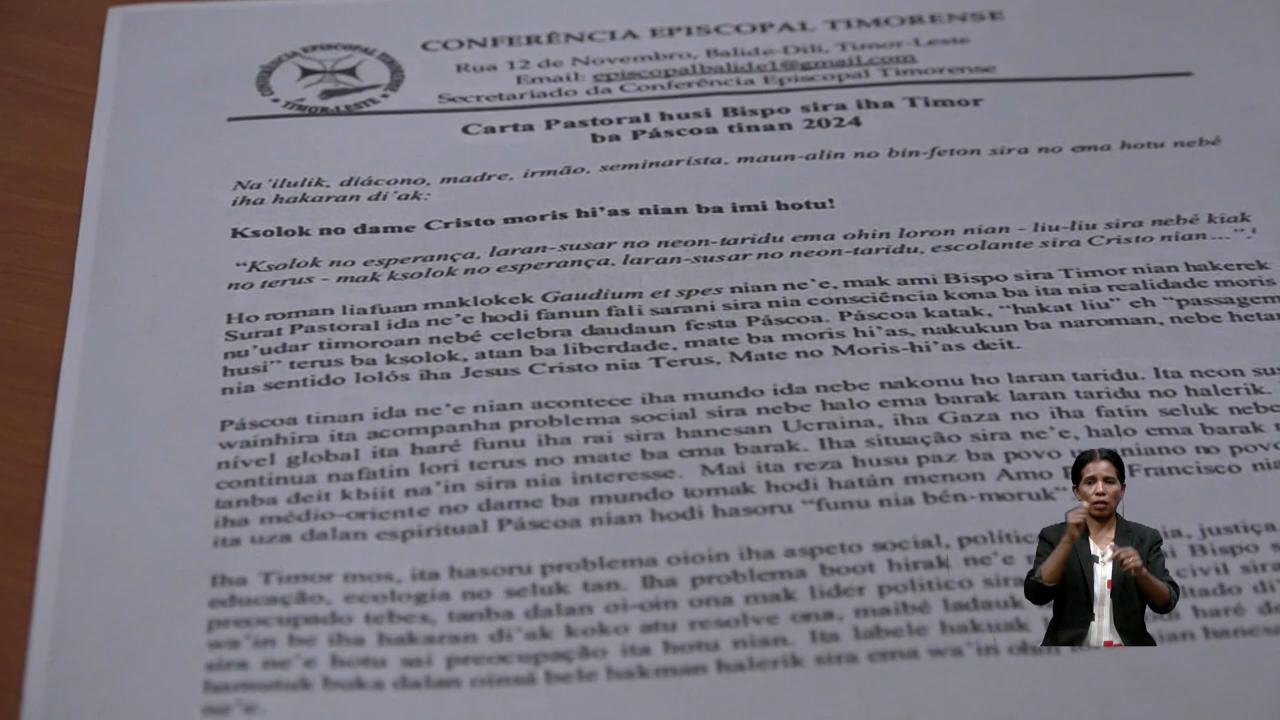 CONFERÊNCIA EPISCOPAL TIMORENSE
Rua 12 de Novembro, Balide-Dili, Timor-Leste
Email: episcopalbalide1@gmail.com
Secretariado da Conferência Episcopal Timorense
CONFERÊNCIA EPISCOPAL TIMORENSE
TIMOR-LESTE
Carta Pastoral husi Bispo sira iha Timor
ba Páscoa tinan 2024
Na'ilulik, diácono, madre, irmão, seminarista, maun-alin no bin-feton sira no ema hotu nebé
iha hakaran di'ak:
Ksolok no dame Cristo moris hi'as nian ba imi hotu!
"Ksolok no esperança, laran-susar no neon-taridu ema ohin loron nian - liu-liu sira nebé kiak
no terus - mak ksolok no esperança, laran-susar no neon-taridu, escolante sira Cristo nian...".¹
Ho roman liafuan maklokek Gaudium et spes nian ne'e, mak ami Bispo sira Timor nian hakerek
Surat Pastoral ida ne'e hodi fanun fali sarani sira nia consciência kona ba ita nia realidade moris
nu'udar timoroan nebé celebra daudaun festa Páscoa. Páscoa katak, "hakat liu" eh "passagem
husi" terus ba ksolok, atan ba liberdade, mate ba moris hi'as, nakukun ba naroman, nebe hetan
nia sentido lolós iha Jesus Cristo nia Terus, Mate no Moris-hi'as deit.
Páscoa tinan ida ne'e nian acontece iha mundo ida nebe nakonu ho laran taridu. Ita neon
wainhira ita acompanha problema social sira nebe halo ema barak laran taridu no halerik.
nível global ita haré funu iha rai sira hanesan Ucraina, iha Gaza no iha fatin seluk nebe
continua nafatin lori terus no mate ba ema barak. Iha situação sira ne'e, halo ema barak
tanba deit kbiit na'in sira nia interesse. Mai ita reza husu paz ba povo no povo
iha médio-oriente no dame ba mundo tomak hodi hatán menon Amo Francisco
ita uza dalan espiritual Páscoa nian hodi hasoru "funu nia bén-moruk"
Iha Timor mos, ita hasoru problema oioin iha aspeto social, justiça
educação, ecologia no seluk tan. Iha problema boot hirak ne'e Bispo
preocupado tebes, tanba dalan oi-oin ona mak lider politico sira civil sira
wa'in be iha hakaran di'ak koko atu resolve ona, maibé ladauk
sira ne'e hotu sai preocupação ita hotu nian. Ita labele hakuak haré
hamutuk buka dalan oinsá bele hakman halerik sira ema wa'in ohin
ne'e.